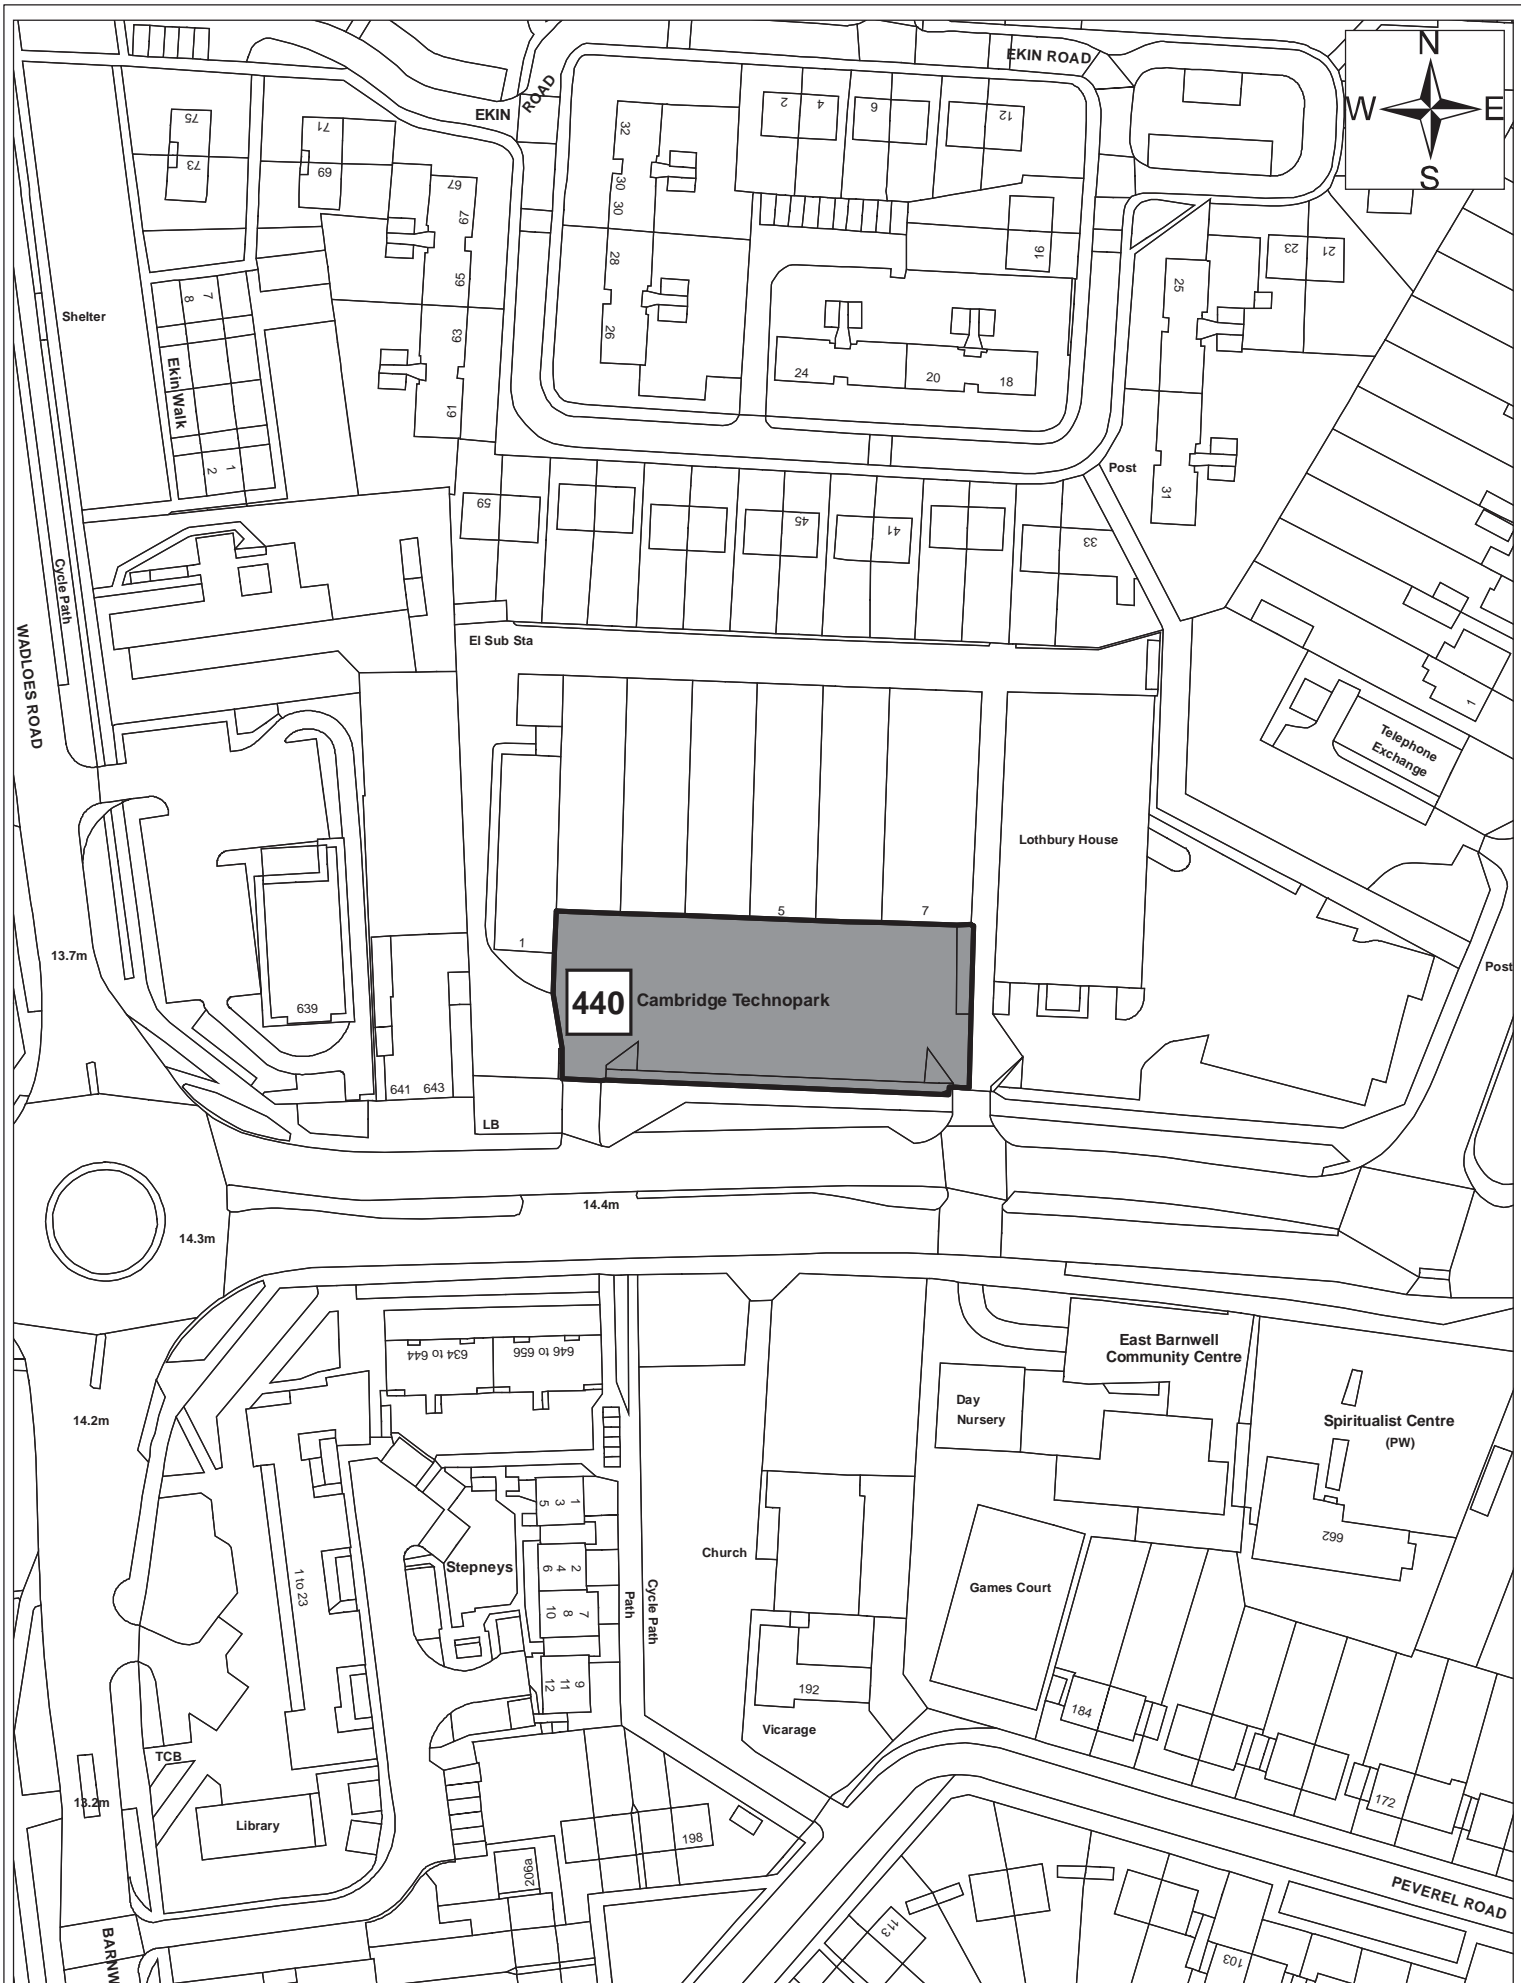 N
W
E
S
EKIN ROAD
EKIN
ROAD
75
73
71
69
67
67
65
63
61
32
30
30
28
26
2
4
6
12
16
24
20
18
25
31
23
21
Shelter
Ekin Walk
8
7
2
1
Post
59
45
41
33
Cycle Path
WADLOES ROAD
El Sub Sta
1
Telephone
Exchange
Lothbury House
5
7
1
13.7m
440
Cambridge Technopark
Post
639
641
643
LB
14.4m
14.3m
634 to 644
646 to 656
East Barnwell
Community Centre
Day
Nursery
14.2m
Spiritualist Centre
(PW)
5
3
1
Stepneys
6
4
2
10
8
7
12
11
9
1 to 23
Path
Cycle Path
Church
Games Court
662
192
Vicarage
184
172
TCB
13.2m
Library
198
206a
113
103
PEVEREL ROAD
BARNW